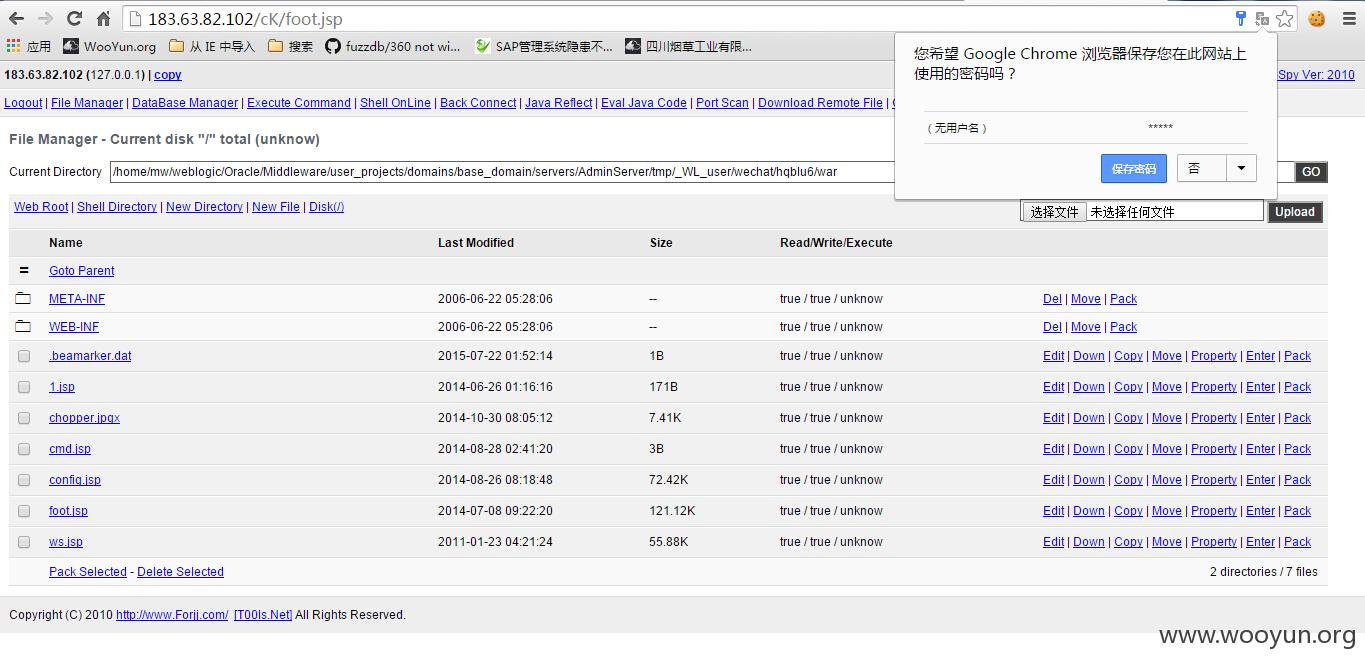 183.63.82.102/cK/foot.jsp
应用 WooYun.org 从 IE 中导入 搜索 fuzzdb/360 not wi... SAP管理系统隐患不... 四川烟草工业有限...
您希望 Google Chrome 浏览器保存您在此网站上
使用的密码吗？
（无用户名） *****
保存密码 否
183.63.82.102 (127.0.0.1) | copy
Spy Ver: 2010
Logout | File Manager | DataBase Manager | Execute Command | Shell OnLine | Back Connect | Java Reflect | Eval Java Code | Port Scan | Download Remote File |
File Manager - Current disk "/" total (unknow)
Current Directory /home/mw/weblogic/Oracle/Middleware/user_projects/domains/base_domain/servers/AdminServer/tmp/_WL_user/wechat/hqblu6/war GO
Web Root | Shell Directory | New Directory | New File | Disk(/) 选择文件 未选择任何文件 Upload
Name Last Modified Size Read/Write/Execute
= Goto Parent
META-INF 2006-06-22 05:28:06 -- true / true / unknow Del | Move | Pack
WEB-INF 2006-06-22 05:28:06 -- true / true / unknow Del | Move | Pack
.beamarker.dat 2015-07-22 01:52:14 1B true / true / unknow Edit | Down | Copy | Move | Property | Enter | Pack
1.jsp 2014-06-26 01:16:16 171B true / true / unknow Edit | Down | Copy | Move | Property | Enter | Pack
chopper.jpgx 2014-10-30 08:05:12 7.41K true / true / unknow Edit | Down | Copy | Move | Property | Enter | Pack
cmd.jsp 2014-08-28 02:41:20 3B true / true / unknow Edit | Down | Copy | Move | Property | Enter | Pack
config.jsp 2014-08-26 08:18:48 72.42K true / true / unknow Edit | Down | Copy | Move | Property | Enter | Pack
foot.jsp 2014-07-08 09:22:20 121.12K true / true / unknow Edit | Down | Copy | Move | Property | Enter | Pack
ws.jsp 2011-01-23 04:21:24 55.88K true / true / unknow Edit | Down | Copy | Move | Property | Enter | Pack
Pack Selected - Delete Selected 2 directories / 7 files
Copyright (C) 2010 http://www.Forjj.com/ [T00ls.Net] All Rights Reserved.
www.wooyun.org